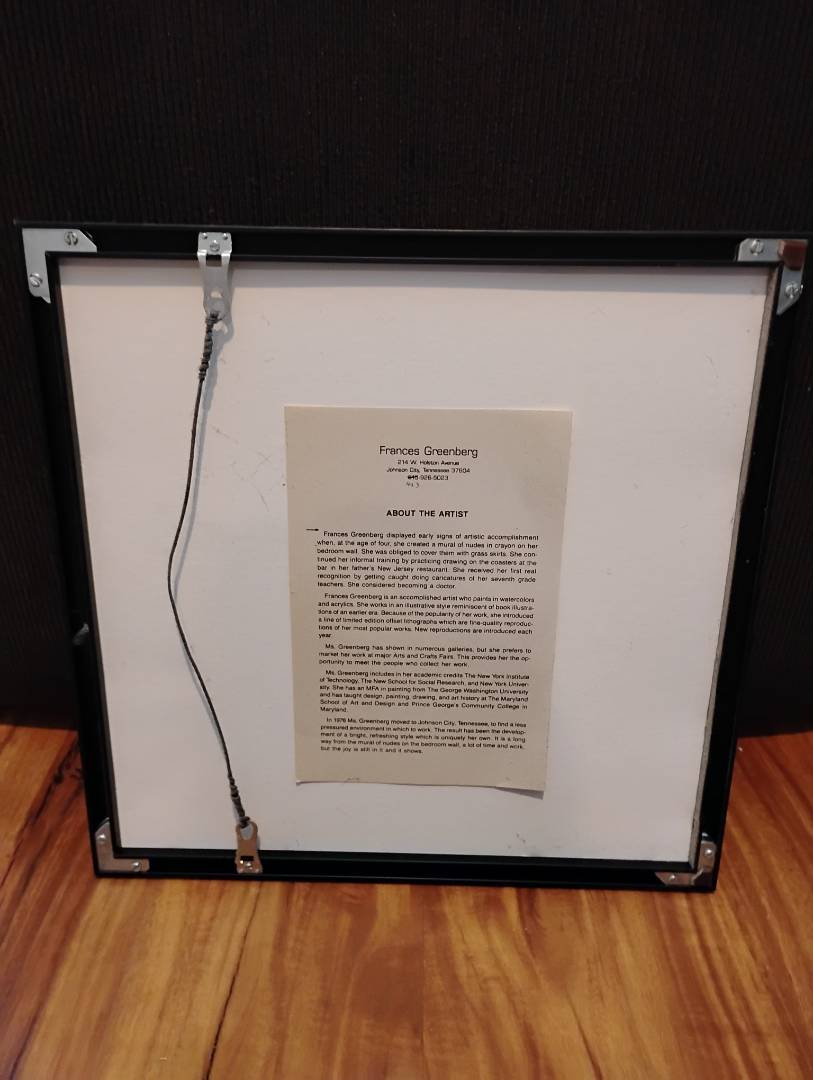 Frances Greenberg
214 W. Holston Avenue
Johnson City, Tennessee 37604
615-926-5023
423
ABOUT THE ARTIST
Frances Greenberg displayed early signs of artistic accomplishment
when, at the age of four, she created a mural of nudes in crayon on her
bedroom wall. She was obliged to cover them with grass skirts. She con-
tinued her informal training by practicing drawing on the coasters at the
bar in her father's New Jersey restaurant. She received her first real
recognition by getting caught doing caricatures of her seventh grade
teachers. She considered becoming a doctor.
Frances Greenberg is an accomplished artist who paints in watercolors
and acrylics. She works in an illustrative style reminiscent of book illustra-
tions of an earlier era. Because of the popularity of her work, she introduced
a line of limited edition offset lithographs which are fine-quality reproduc-
tions of her most popular works. New reproductions are introduced each
year.
Ms. Greenberg has shown in numerous galleries, but she prefers to
market her work at major Arts and Crafts Fairs. This provides her the op-
portunity to meet the people who collect her work.
Ms. Greenberg includes in her academic credits The New York Institute
of Technology, The New School for Social Research, and New York Univer-
sity. She has an MFA in painting from The George Washington University
and has taught design, painting, drawing, and art history at The Maryland
School of Art and Design and Prince George's Community College in
Maryland.
In 1978 Ms. Greenberg moved to Johnson City, Tennessee, to find a less
pressured environment in which to work. The result has been the develop-
ment of a bright, refreshing style which is uniquely her own. It is a long
way from the mural of nudes on the bedroom wall, a lot of time and work,
but the joy is still in it and it shows.